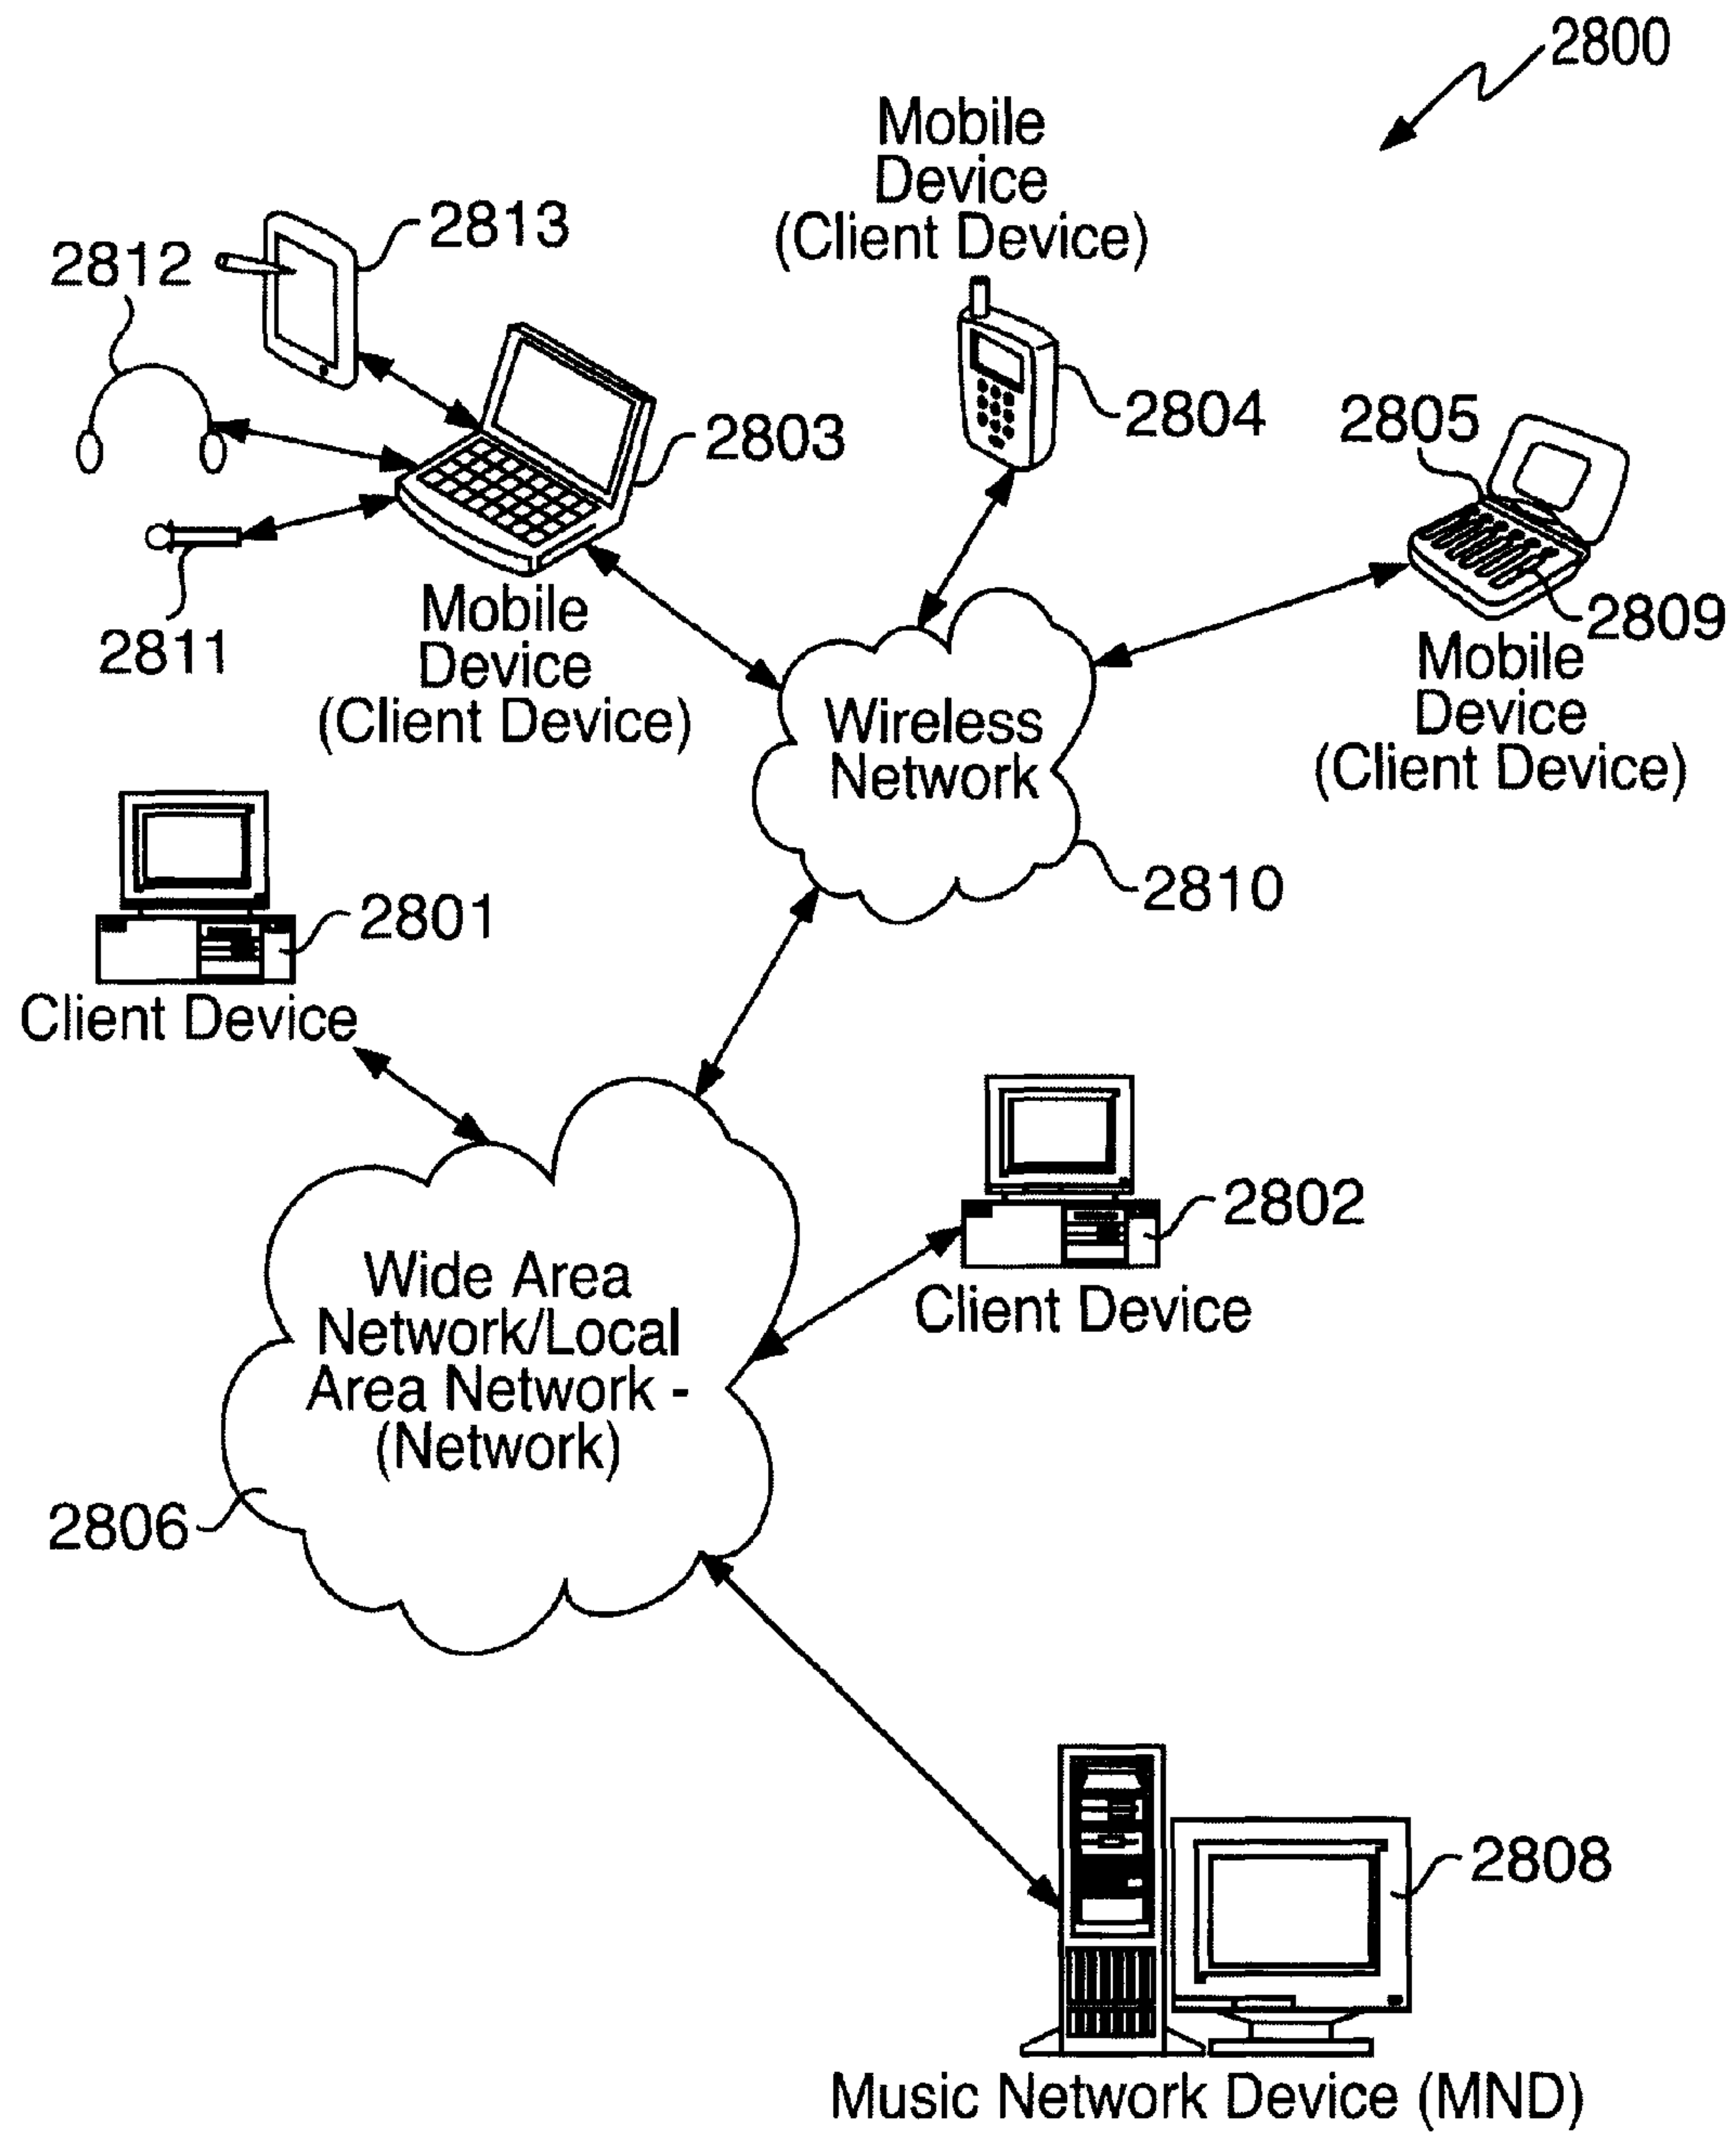 2800
Mobile
Device
(Client Device)
2813
2812
2804
2803
2805
2811
2809
Mobile
Device
(Client Device)
Mobile
Device
(Client Device)
Wireless
Network
2810
2801
Client Device
2802
Client Device
Wide Area
Network/Local
Area Network -
(Network)
2806
2808
Music Network Device (MND)